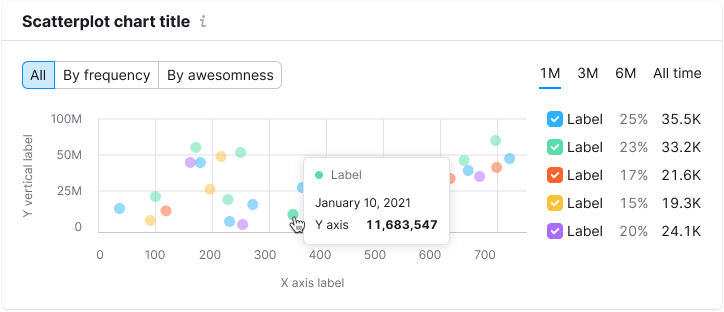 Scatterplot chart title i
All By frequency By awesomness
1M 3M 6M All time
Y vertical label
100M
50M
25M
0
0 100 200 300 400 500 600 700
X axis label
Label
January 10, 2021
Y axis 11,683,547
Label 25% 35.5K
Label 23% 33.2K
Label 17% 21.6K
Label 15% 19.3K
Label 20% 24.1K